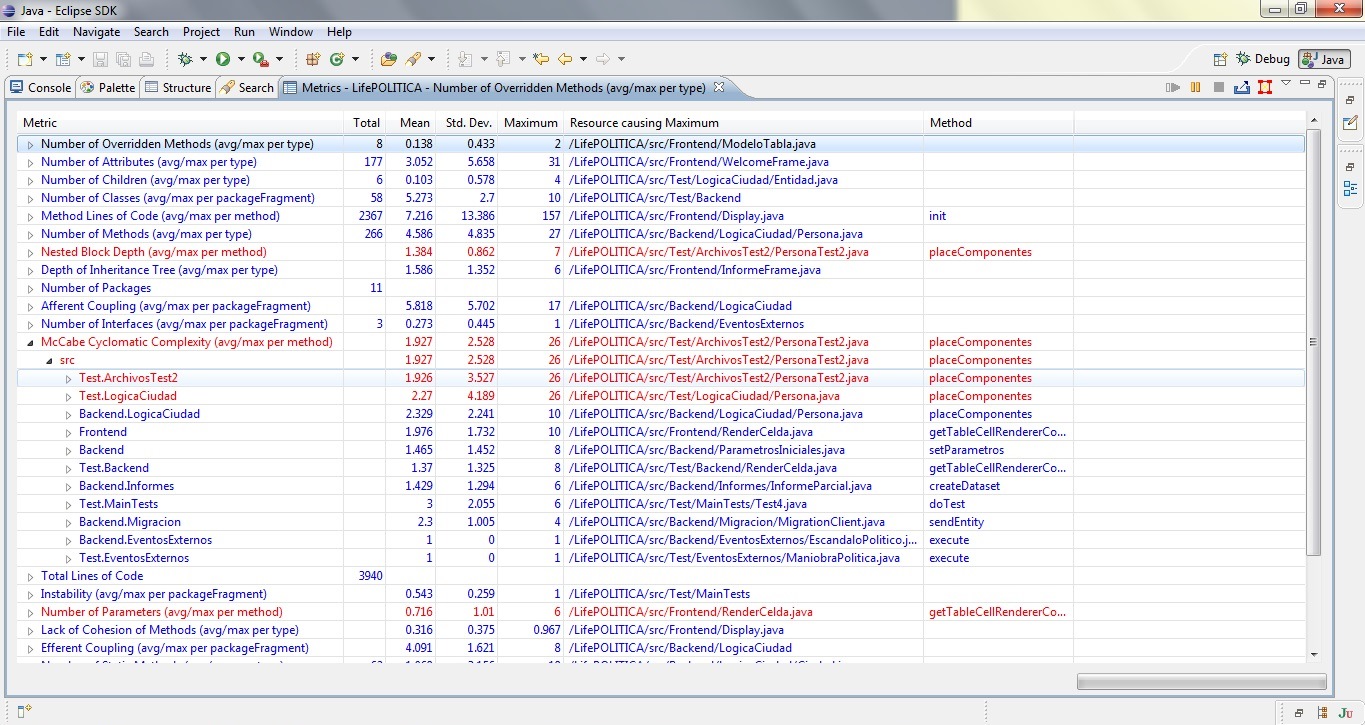 Java - Eclipse SDK
File Edit Navigate Search Project Run Window Help
Debug Java
Console Palette Structure Search Metrics - LifePOLITICA - Number of Overridden Methods (avg/max per type)
Metric Total Mean Std. Dev. Maximum Resource causing Maximum Method
Number of Overridden Methods (avg/max per type) 8 0.138 0.433 2 /LifePOLITICA/src/Frontend/ModeloTabla.java
Number of Attributes (avg/max per type) 177 3.052 5.658 31 /LifePOLITICA/src/Frontend/WelcomeFrame.java
Number of Children (avg/max per type) 6 0.103 0.578 4 /LifePOLITICA/src/Test/LogicaCiudad/Entidad.java
Number of Classes (avg/max per packageFragment) 58 5.273 2.7 10 /LifePOLITICA/src/Test/Backend
Method Lines of Code (avg/max per method) 2367 7.216 13.386 157 /LifePOLITICA/src/Frontend/Display.java init
Number of Methods (avg/max per type) 266 4.586 4.835 27 /LifePOLITICA/src/Backend/LogicaCiudad/Persona.java
Nested Block Depth (avg/max per method) 1.384 0.862 7 /LifePOLITICA/src/Test/ArchivosTest2/PersonaTest2.java placeComponentes
Depth of Inheritance Tree (avg/max per type) 1.586 1.352 6 /LifePOLITICA/src/Frontend/InformeFrame.java
Number of Packages 11
Afferent Coupling (avg/max per packageFragment) 5.818 5.702 17 /LifePOLITICA/src/Backend/LogicaCiudad
Number of Interfaces (avg/max per packageFragment) 3 0.273 0.445 1 /LifePOLITICA/src/Backend/EventosExternos
McCabe Cyclomatic Complexity (avg/max per method) 1.927 2.528 26 /LifePOLITICA/src/Test/ArchivosTest2/PersonaTest2.java placeComponentes
src 1.927 2.528 26 /LifePOLITICA/src/Test/ArchivosTest2/PersonaTest2.java placeComponentes
Test.ArchivosTest2 1.926 3.527 26 /LifePOLITICA/src/Test/ArchivosTest2/PersonaTest2.java placeComponentes
Test.LogicaCiudad 2.27 4.189 26 /LifePOLITICA/src/Test/LogicaCiudad/Persona.java placeComponentes
Backend.LogicaCiudad 2.329 2.241 10 /LifePOLITICA/src/Backend/LogicaCiudad/Persona.java placeComponentes
Frontend 1.976 1.732 10 /LifePOLITICA/src/Frontend/RenderCelda.java getTableCellRendererCo...
Backend 1.465 1.452 8 /LifePOLITICA/src/Backend/ParametrosIniciales.java setParametros
Test.Backend 1.37 1.325 8 /LifePOLITICA/src/Test/Backend/RenderCelda.java getTableCellRendererCo...
Backend.Informes 1.429 1.294 6 /LifePOLITICA/src/Backend/Informes/InformeParcial.java createDataset
Test.MainTests 3 2.055 6 /LifePOLITICA/src/Test/MainTests/Test4.java doTest
Backend.Migracion 2.3 1.005 4 /LifePOLITICA/src/Backend/Migracion/MigrationClient.java sendEntity
Backend.EventosExternos 1 0 1 /LifePOLITICA/src/Backend/EventosExternos/EscandaloPolitico.j... execute
Test.EventosExternos 1 0 1 /LifePOLITICA/src/Test/EventosExternos/ManiobraPolitica.java execute
Total Lines of Code 3940
Instability (avg/max per packageFragment) 0.543 0.259 1 /LifePOLITICA/src/Test/MainTests
Number of Parameters (avg/max per method) 0.716 1.01 6 /LifePOLITICA/src/Frontend/RenderCelda.java getTableCellRendererCo...
Lack of Cohesion of Methods (avg/max per type) 0.316 0.375 0.967 /LifePOLITICA/src/Frontend/Display.java
Efferent Coupling (avg/max per packageFragment) 4.091 1.621 8 /LifePOLITICA/src/Backend/LogicaCiudad